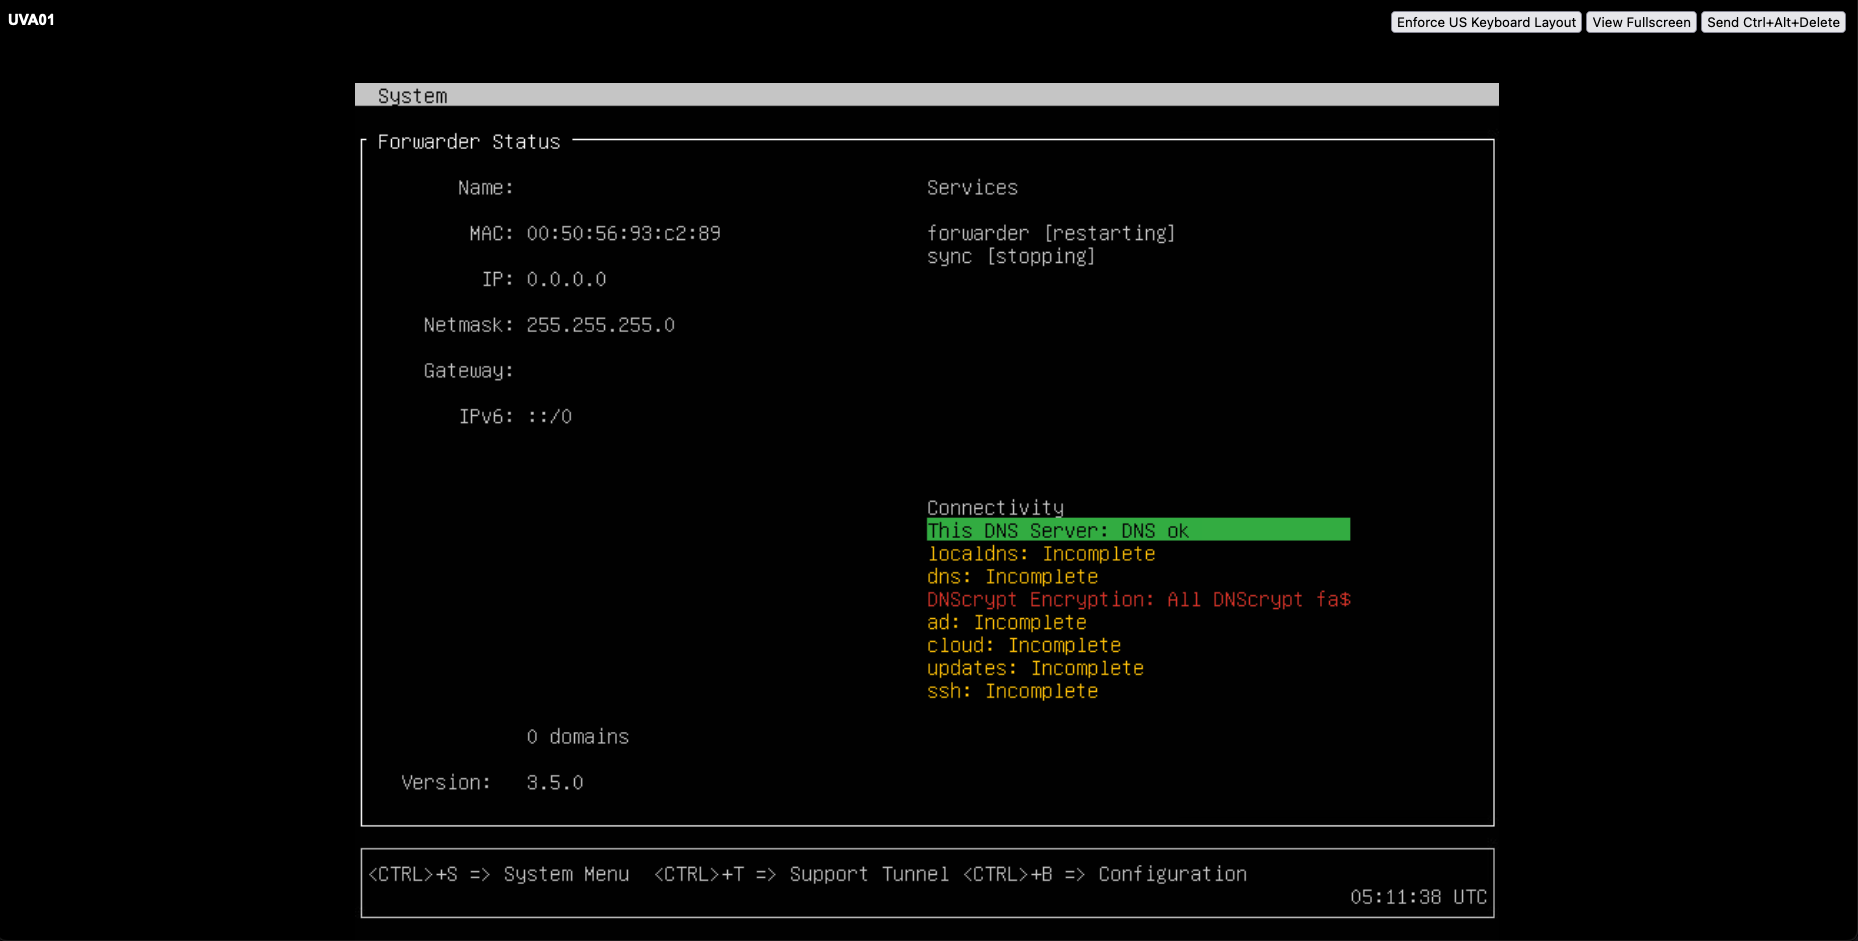 UVA01
Enforce US Keyboard Layout View Fullscreen Send Ctrl+Alt+Delete
System
Forwarder Status
Name:
MAC: 00:50:56:93:c2:89
IP: 0.0.0.0
Netmask: 255.255.255.0
Gateway:
IPv6: ::/0
Services
forwarder [restarting]
sync [stopping]
Connectivity
This DNS Server: DNS ok
localdns: Incomplete
dns: Incomplete
DNScrypt Encryption: All DNScrypt fa$
ad: Incomplete
cloud: Incomplete
updates: Incomplete
ssh: Incomplete
0 domains
Version: 3.5.0
<CTRL>+S => System Menu <CTRL>+T => Support Tunnel <CTRL>+B => Configuration
05:11:38 UTC